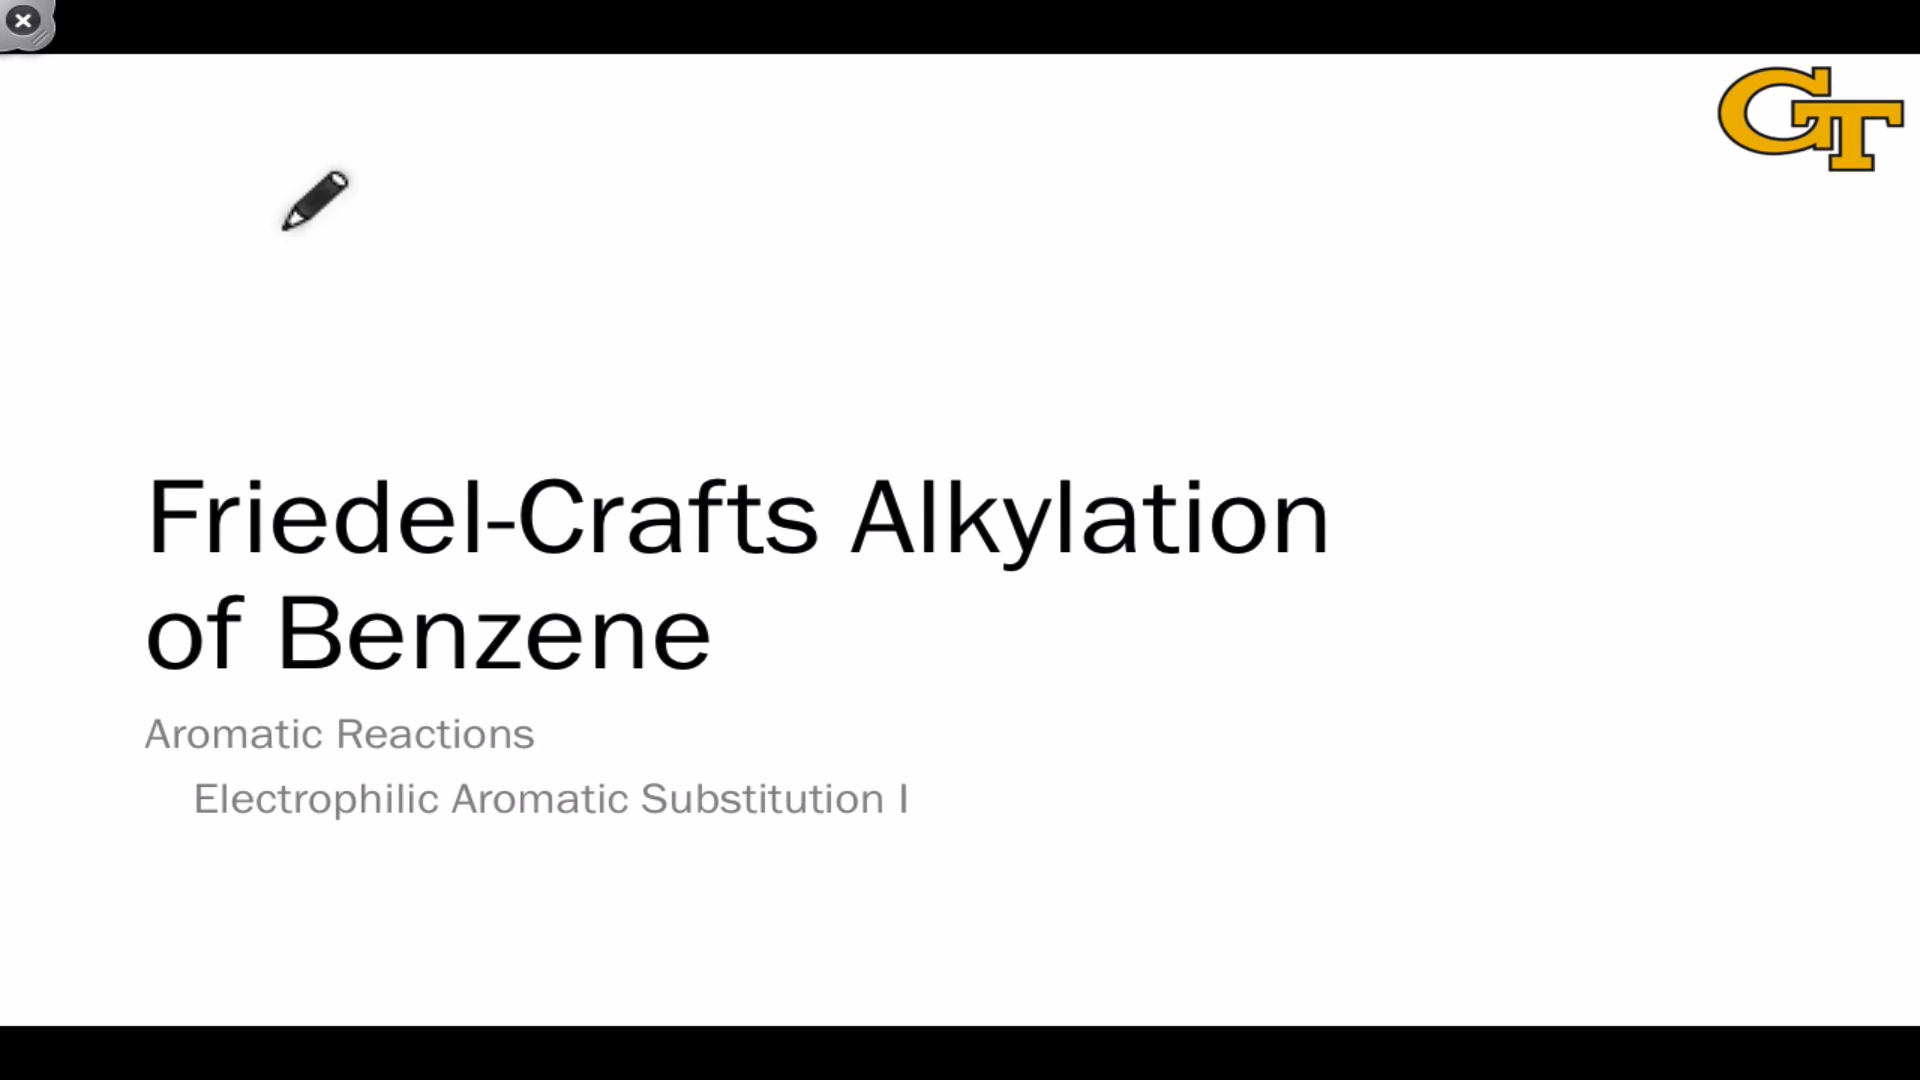 GT
Friedel-Crafts Alkylation
of Benzene
Aromatic Reactions
Electrophilic Aromatic Substitution I